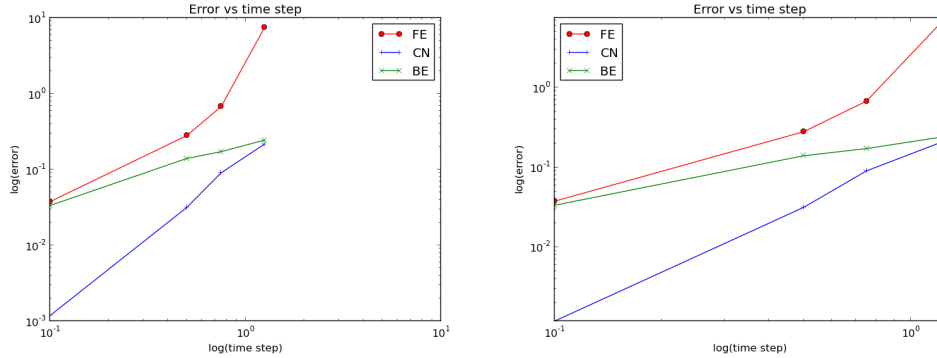 Error vs time step
10^1
10^0
10^-1
10^-2
10^-3
log(error)
FE
CN
BE
10^-1
10^0
10^1
log(time step)
Error vs time step
10^0
10^-1
10^-2
log(error)
FE
CN
BE
10^-1
10^0
log(time step)